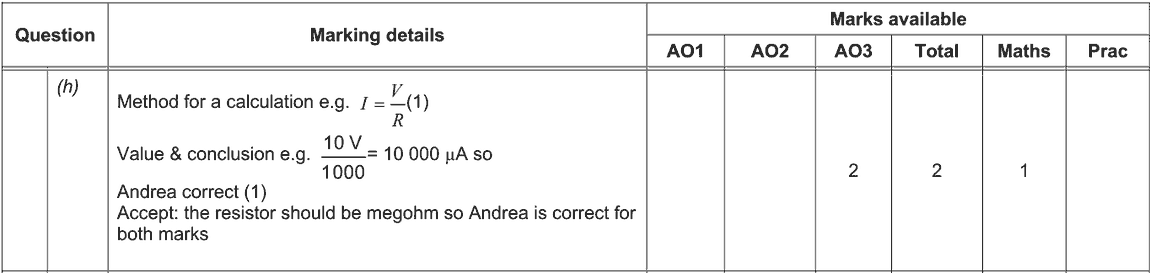 Question Marking details Marks available
AO1 AO2 AO3 Total Maths Prac
(h) Method for a calculation e.g. I = V/R (1)
Value & conclusion e.g. 10 V/1000 = 10 000 µA so
Andrea correct (1)
Accept: the resistor should be megohm so Andrea is correct for
both marks
2 2 1